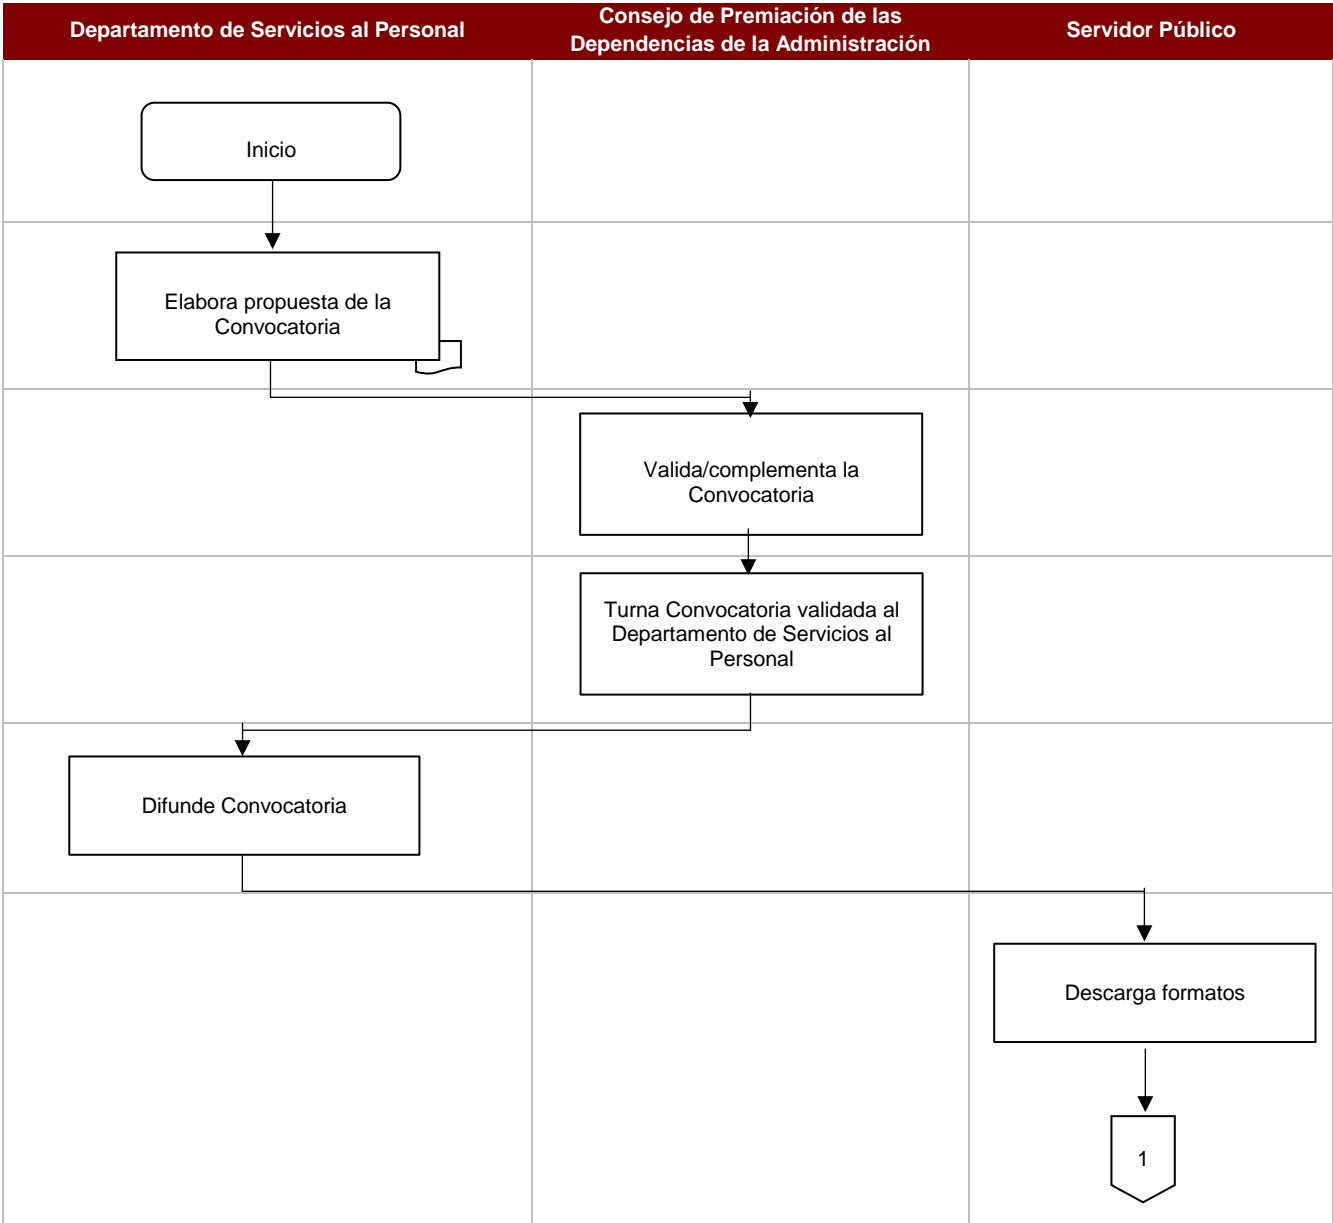 Departamento de Servicios al Personal
Consejo de Premiación de las
Dependencias de la Administración
Servidor Público
Inicio
Elabora propuesta de la
Convocatoria
Valida/complementa la
Convocatoria
Turna Convocatoria validada al
Departamento de Servicios al
Personal
Difunde Convocatoria
Descarga formatos
1